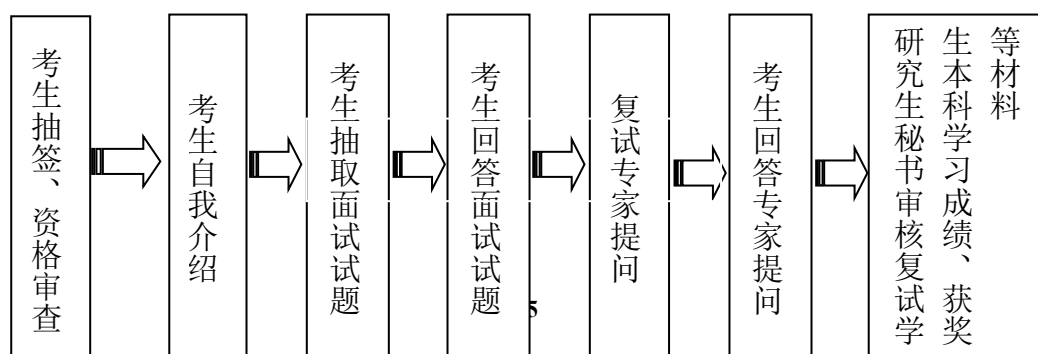 考生抽签、资格审查
考生自我介绍
考生抽取面试试题
考生回答面试试题
复试专家提问
考生回答专家提问
研究生秘书审核复试学
生本科学习成绩、获奖
等材料
5